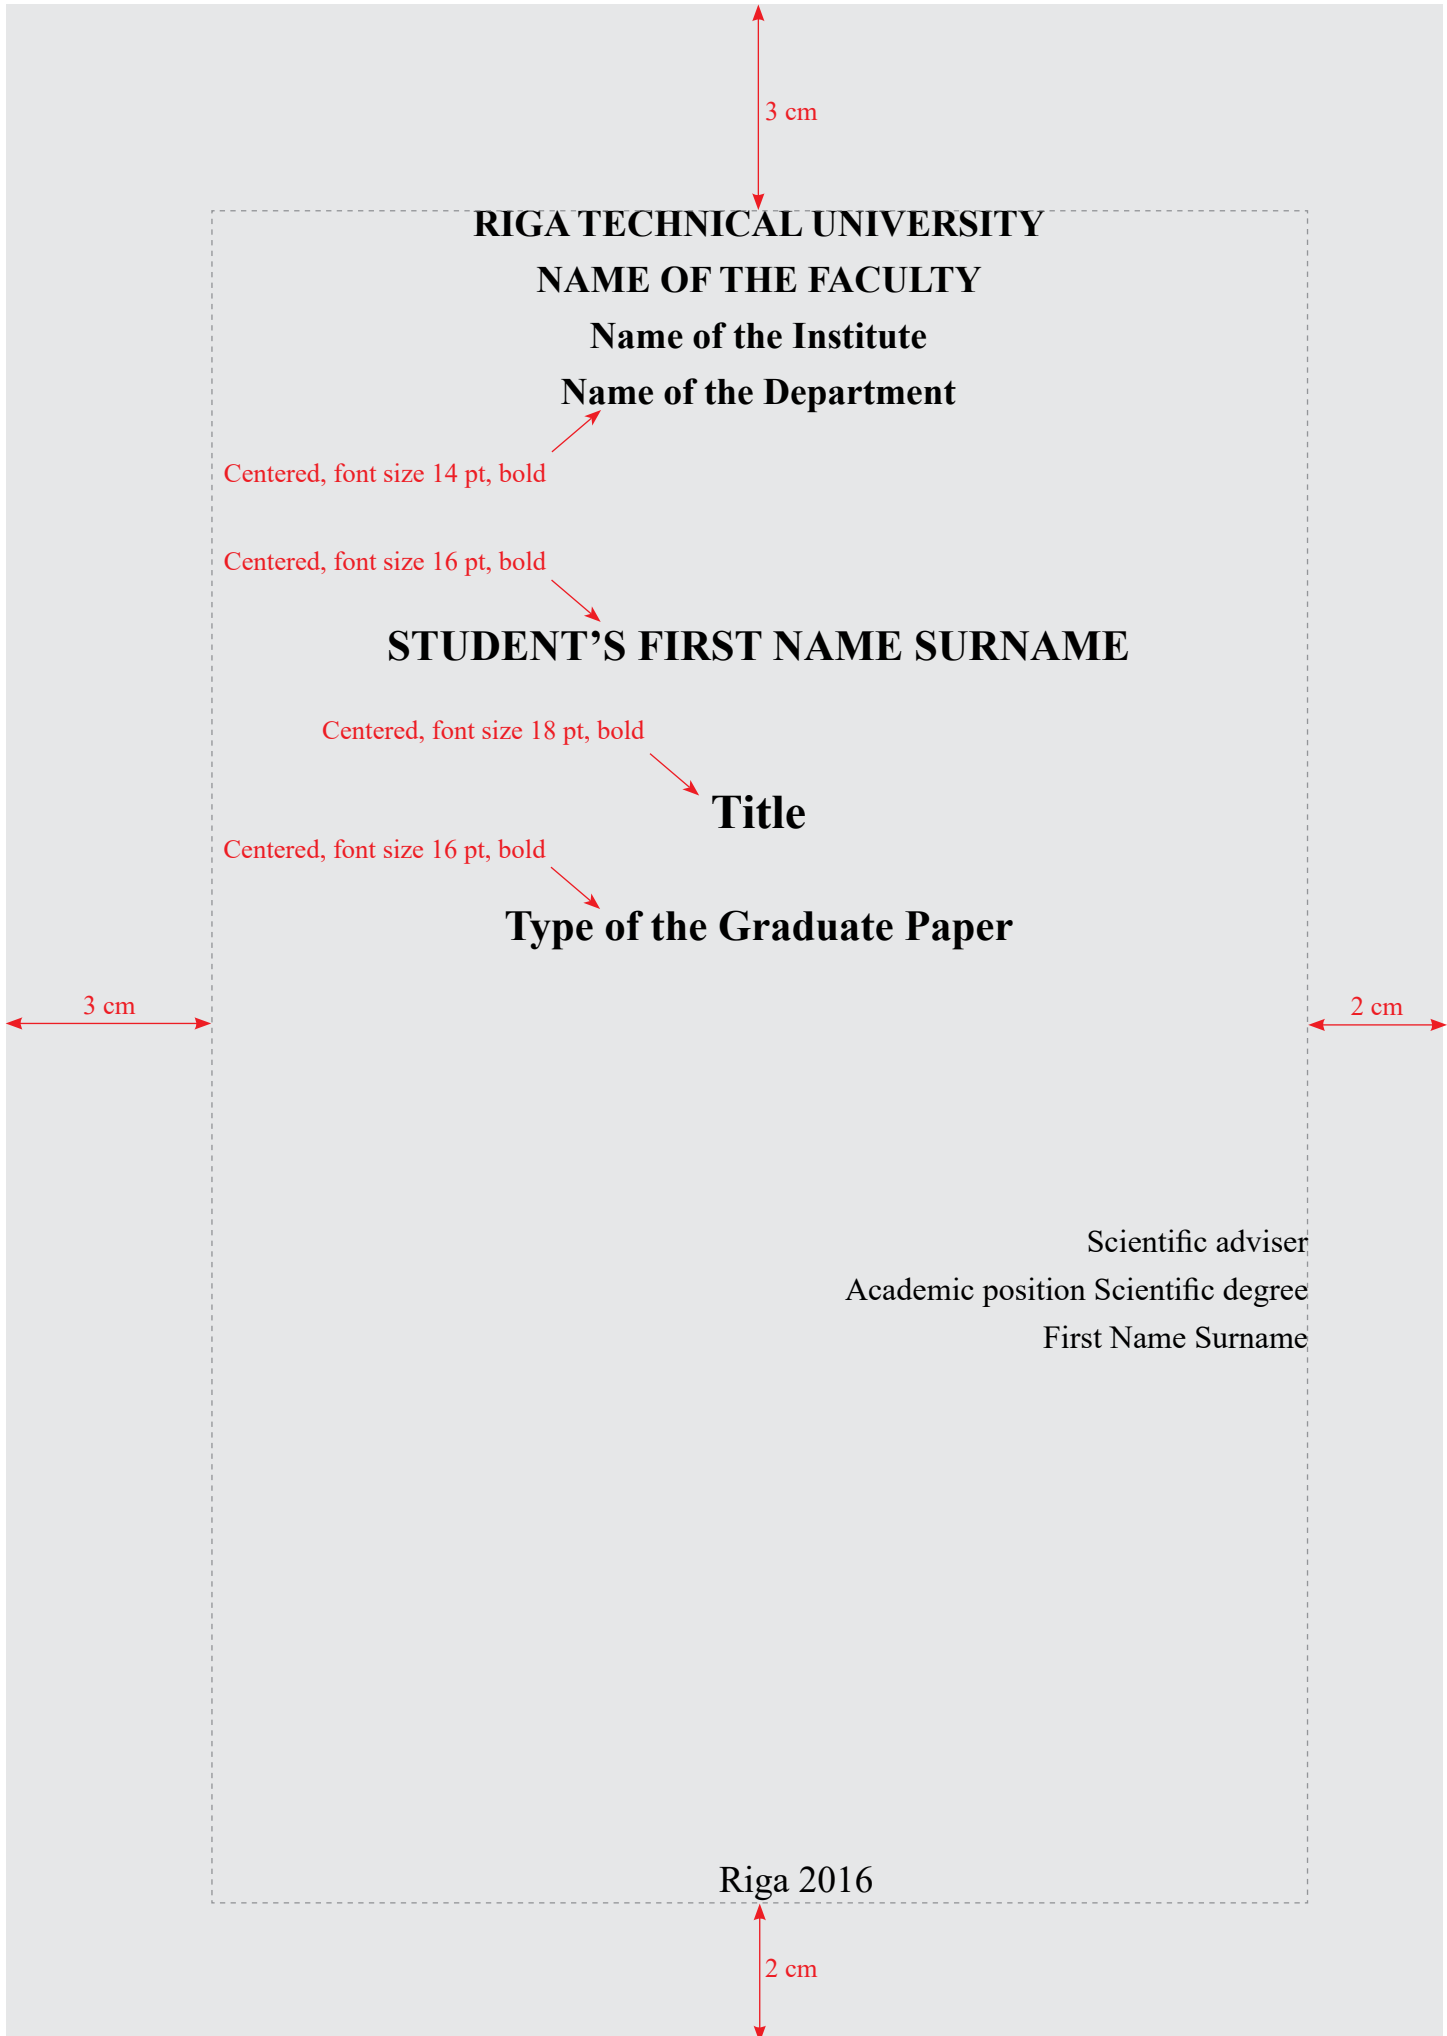 3 cm
RIGA TECHNICAL UNIVERSITY
NAME OF THE FACULTY
Name of the Institute
Name of the Department
Centered, font size 14 pt, bold
Centered, font size 16 pt, bold
STUDENT’S FIRST NAME SURNAME
Centered, font size 18 pt, bold
Title
Centered, font size 16 pt, bold
Type of the Graduate Paper
3 cm
2 cm
Scientific adviser
Academic position Scientific degree
First Name Surname
Riga 2016
2 cm